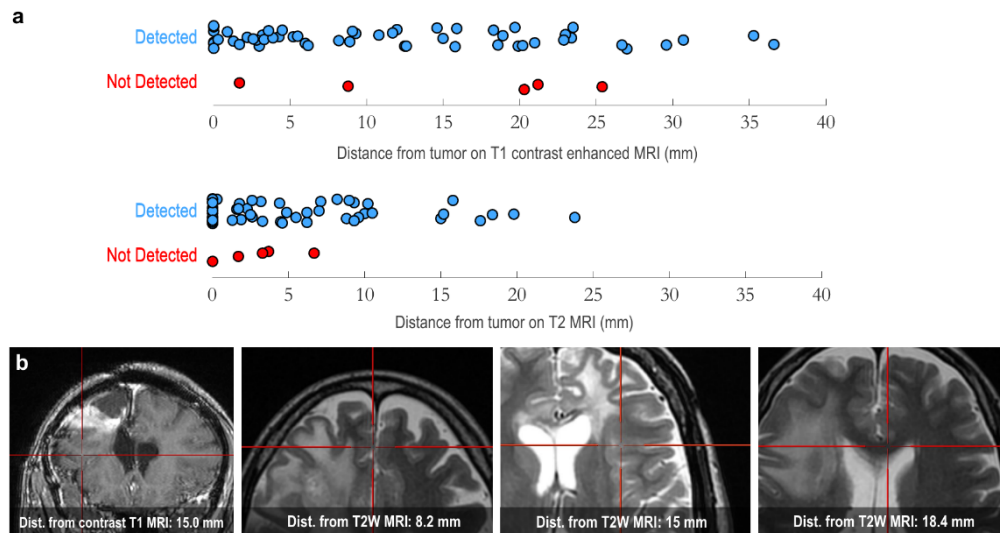 a
Detected
Not Detected
0 5 10 15 20 25 30 35 40
Distance from tumor on T1 contrast enhanced MRI (mm)
Detected
Not Detected
0 5 10 15 20 25 30 35 40
Distance from tumor on T2 MRI (mm)
b
Dist. from contrast T1 MRI: 15.0 mm
Dist. from T2W MRI: 8.2 mm
Dist. from T2W MRI: 15 mm
Dist. from T2W MRI: 18.4 mm